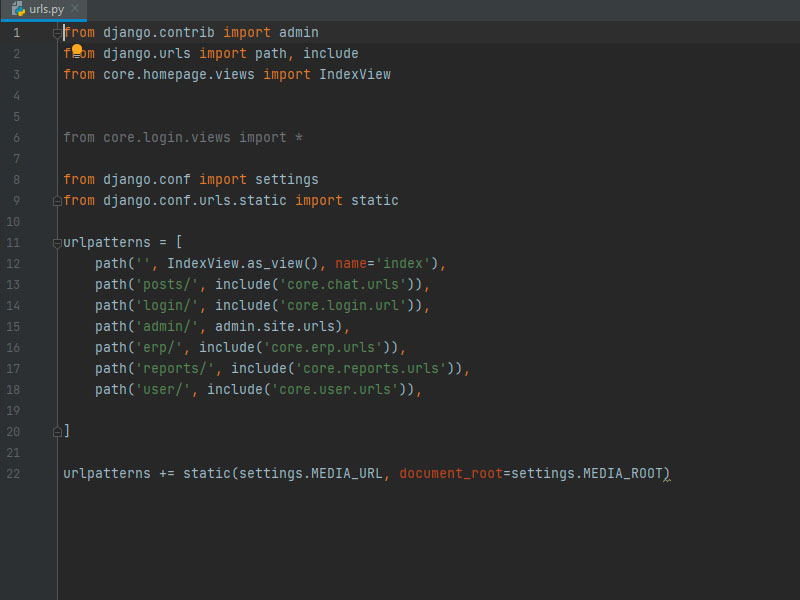 urls.py
1 from django.contrib import admin
2 from django.urls import path, include
3 from core.homepage.views import IndexView
4
5
6 from core.login.views import *
7
8 from django.conf import settings
9 from django.conf.urls.static import static
10
11 urlpatterns = [
12     path('', IndexView.as_view(), name='index'),
13     path('posts/', include('core.chat.urls')),
14     path('login/', include('core.login.url')),
15     path('admin/', admin.site.urls),
16     path('erp/', include('core.erp.urls')),
17     path('reports/', include('core.reports.urls')),
18     path('user/', include('core.user.urls')),
19
20 ]
21
22 urlpatterns += static(settings.MEDIA_URL, document_root=settings.MEDIA_ROOT)